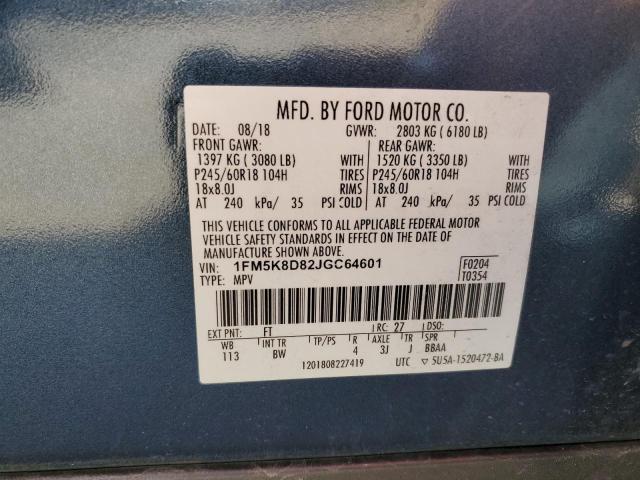 MFD. BY FORD MOTOR CO.
DATE: 08/18 GVWR: 2803 KG ( 6180 LB)
FRONT GAWR: REAR GAWR:
1397 KG ( 3080 LB) WITH 1520 KG ( 3350 LB) WITH
P245/60R18 104H TIRES P245/60R18 104H TIRES
18x8.0J RIMS 18x8.0J RIMS
AT 240 kPa/ 35 PSI COLD AT 240 kPa/ 35 PSI COLD
THIS VEHICLE CONFORMS TO ALL APPLICABLE FEDERAL MOTOR
VEHICLE SAFETY STANDARDS IN EFFECT ON THE DATE OF
MANUFACTURE SHOWN ABOVE.
VIN: 1FM5K8D82JGC64601 F0204
TYPE: MPV T0354
EXT PNT: FT RC: 27 DSO:
WB INT TR TP/PS R AXLE TR SPR
113 BW 4 3J J BBAA
1201808227419 UTC ▽ 5U5A-1520472-BA